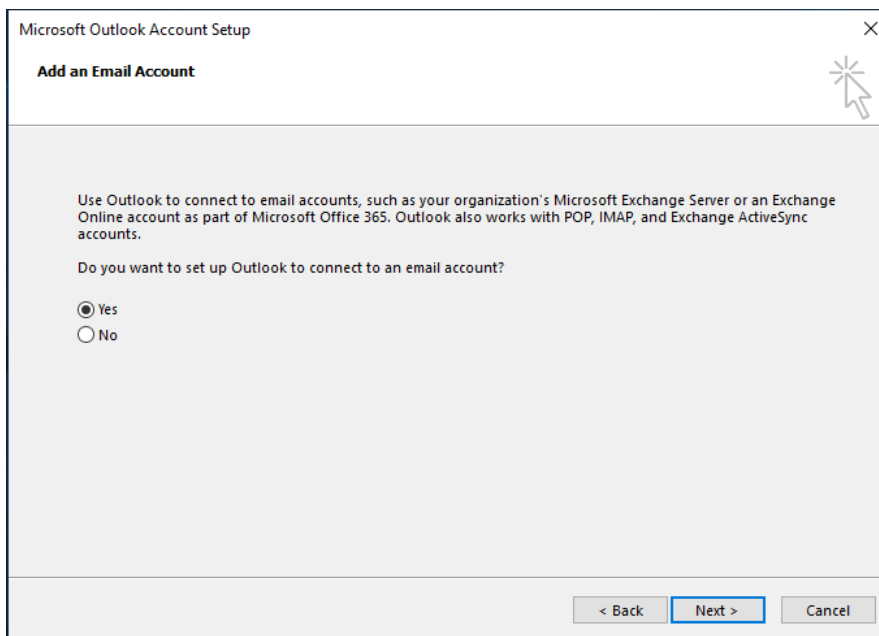 Microsoft Outlook Account Setup
Add an Email Account
Use Outlook to connect to email accounts, such as your organization's Microsoft Exchange Server or an Exchange
Online account as part of Microsoft Office 365. Outlook also works with POP, IMAP, and Exchange ActiveSync
accounts.
Do you want to set up Outlook to connect to an email account?
Yes
No
< Back Next > Cancel